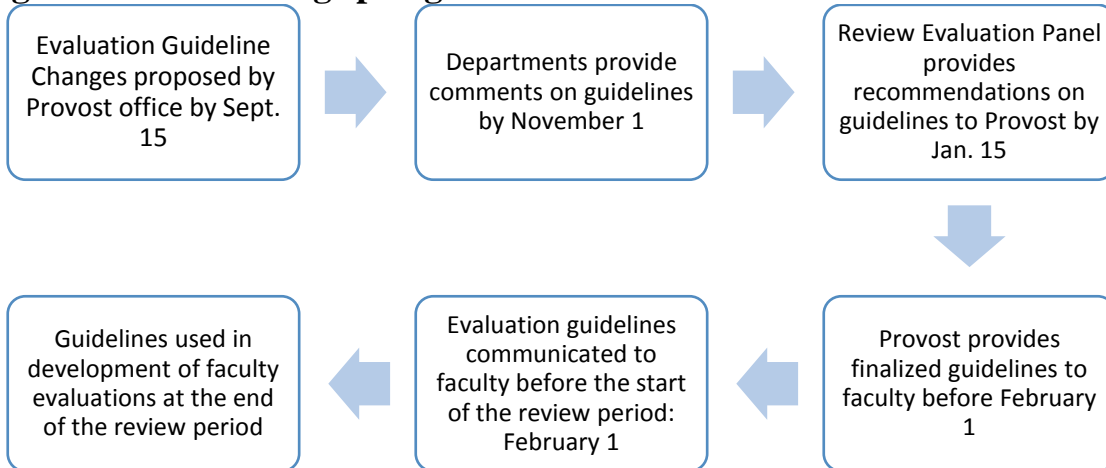 Evaluation Guideline
Changes proposed by
Provost office by Sept.
15
Departments provide
comments on guidelines
by November 1
Review Evaluation Panel
provides
recommendations on
guidelines to Provost by
Jan. 15
Provost provides
finalized guidelines to
faculty before February
1
Evaluation guidelines
communicated to
faculty before the start
of the review period:
February 1
Guidelines used in
development of faculty
evaluations at the end
of the review period